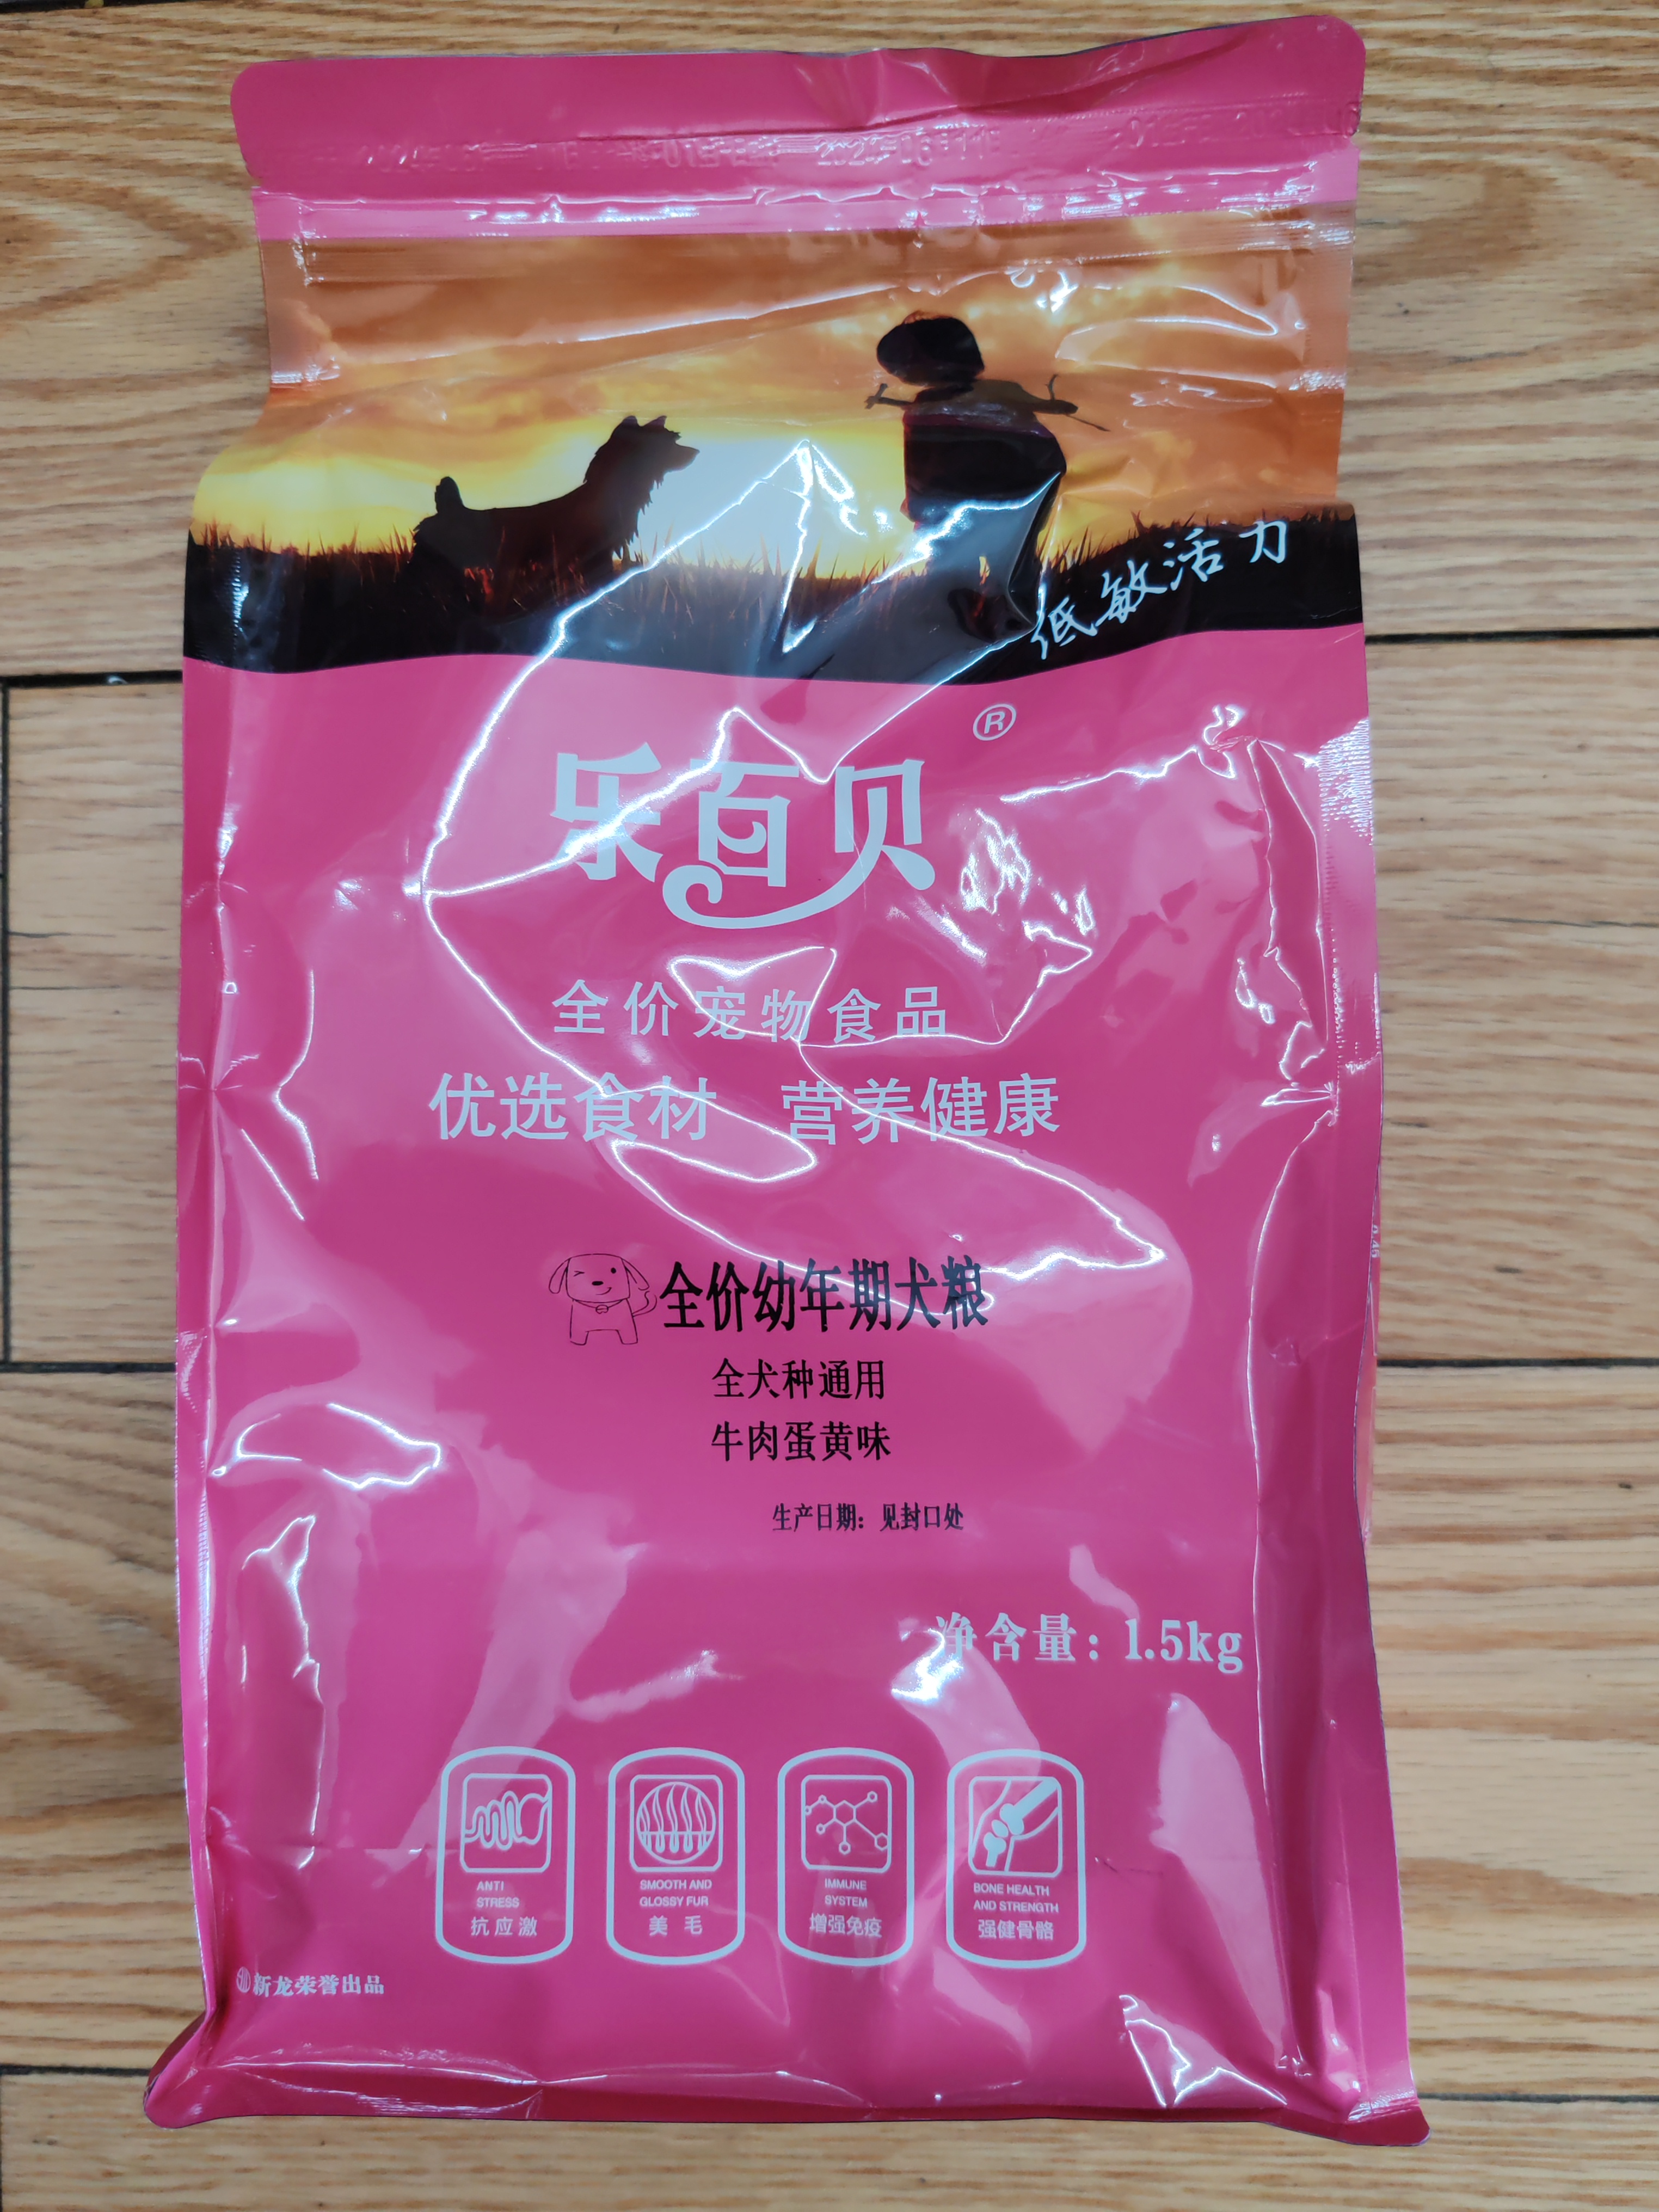 低敏活力
乐百贝®
全价宠物食品
优选食材 营养健康
全价幼年期犬粮
全犬种通用
牛肉蛋黄味
生产日期：见封口处
净含量：1.5kg
ANTI
STRESS
抗应激
SMOOTH AND
GLOSSY FUR
美 毛
IMMUNE
SYSTEM
增强免疫
BONE HEALTH
AND STRENGTH
强健骨骼
新龙荣誉出品